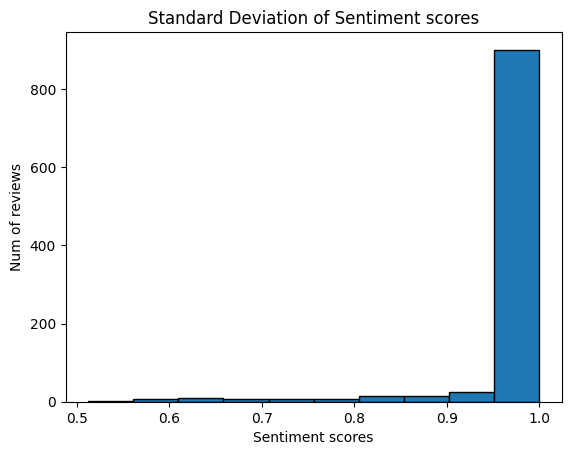 Standard Deviation of Sentiment scores
Num of reviews
800
600
400
200
0
0.5 0.6 0.7 0.8 0.9 1.0
Sentiment scores